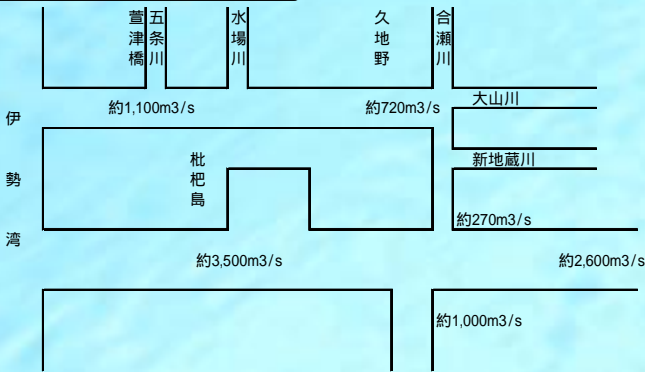 萱津橋
五条川
水場川
久地野
合瀬川
約1,100m3/s
約720m3/s
大山川
新地蔵川
伊勢湾
枇杷島
約270m3/s
約3,500m3/s
約2,600m3/s
約1,000m3/s